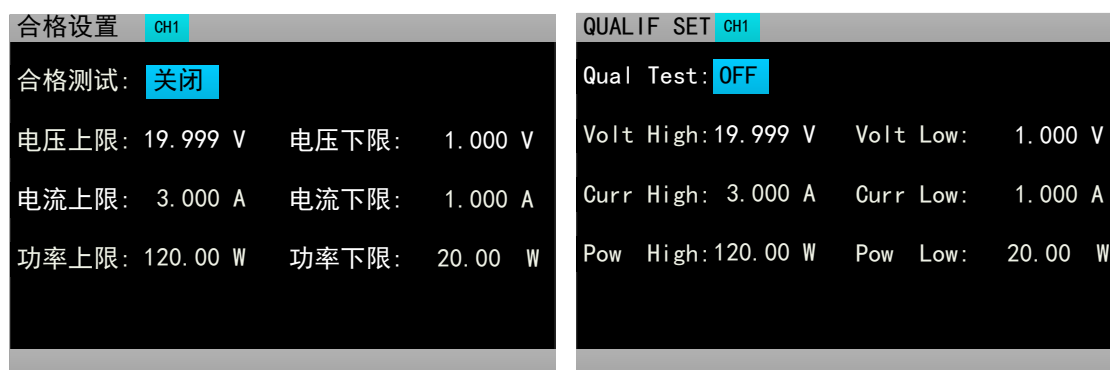 合格设置 CH1
合格测试: 关闭
电压上限: 19.999 V 电压下限: 1.000 V
电流上限: 3.000 A 电流下限: 1.000 A
功率上限: 120.00 W 功率下限: 20.00 W
QUALIF SET CH1
Qual Test: OFF
Volt High: 19.999 V Volt Low: 1.000 V
Curr High: 3.000 A Curr Low: 1.000 A
Pow High: 120.00 W Pow Low: 20.00 W